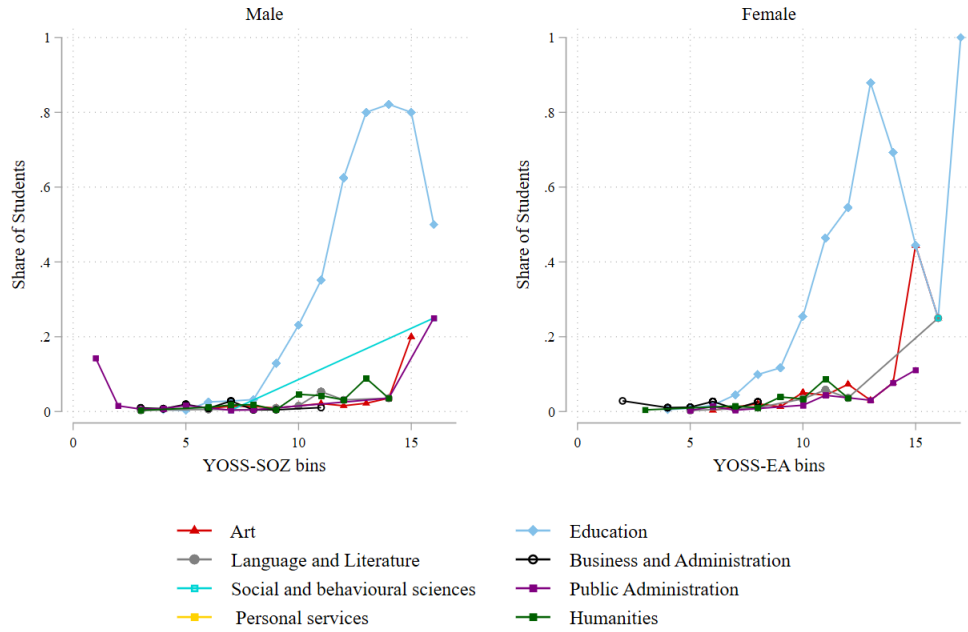 Male
Female
Share of Students
1
.8
.6
.4
.2
0
0
5
10
15
YOSS-SOZ bins
Share of Students
1
.8
.6
.4
.2
0
0
5
10
15
YOSS-EA bins
Art
Education
Language and Literature
Business and Administration
Social and behavioural sciences
Public Administration
Personal services
Humanities